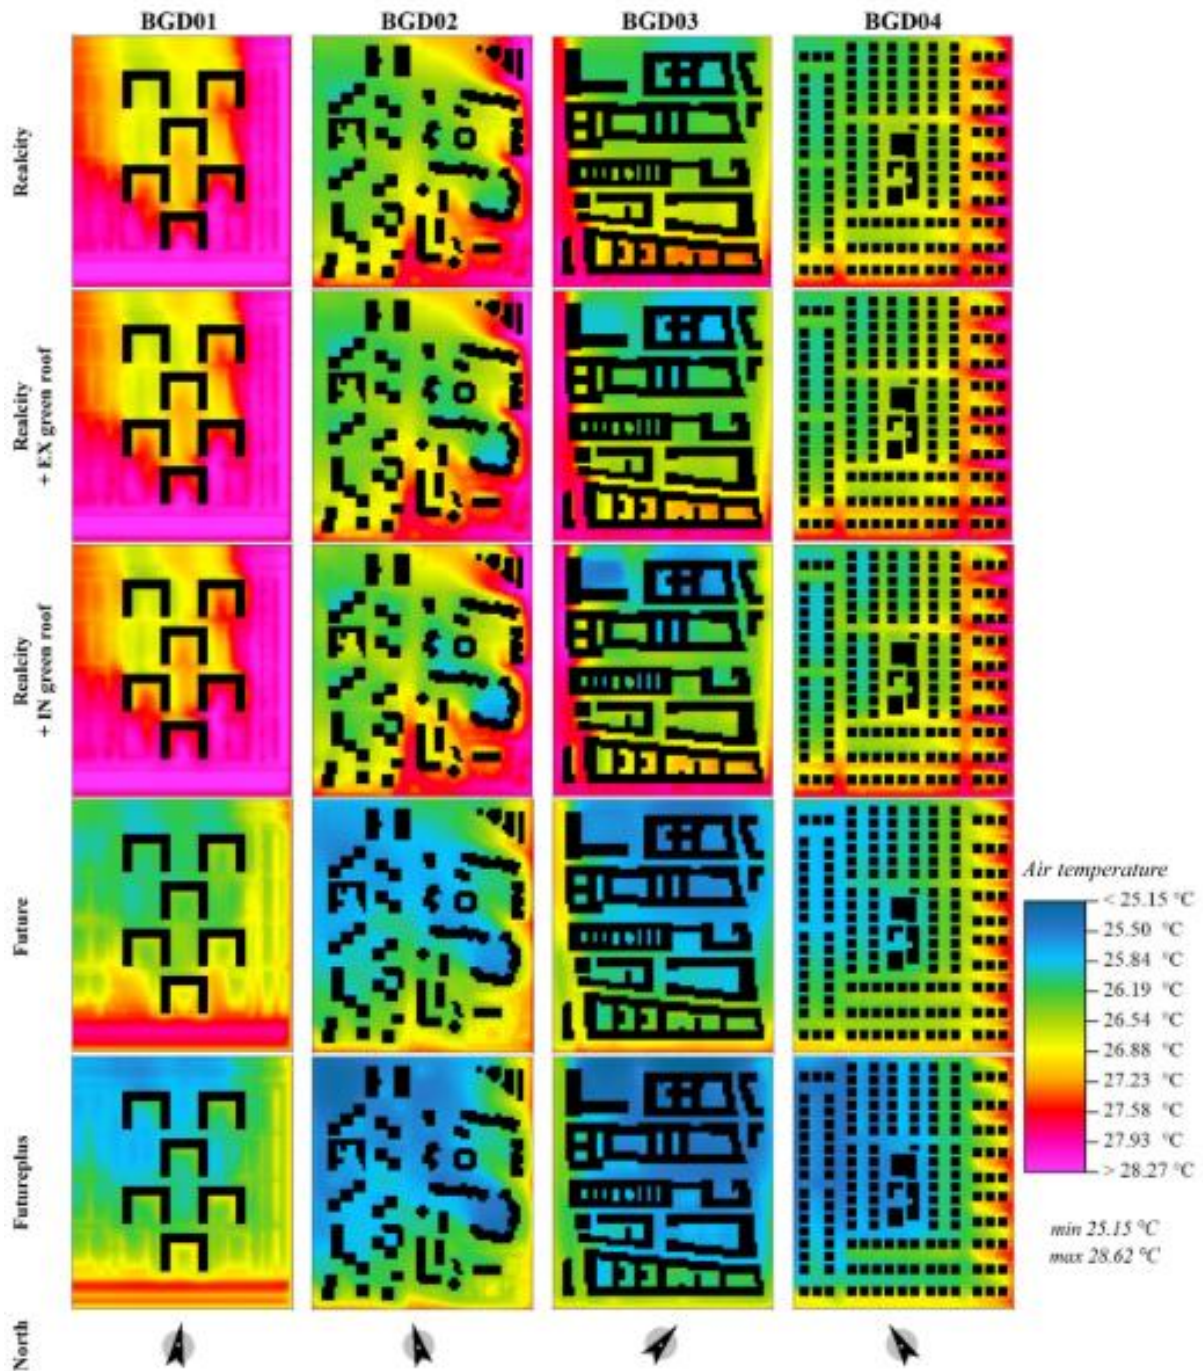 BGD01 BGD02 BGD03 BGD04
Realcity
Realcity
+ EX green roof
Realcity
+ IN green roof
Future
Futureplus
North
Air temperature
< 25.15 °C
25.50 °C
25.84 °C
26.19 °C
26.54 °C
26.88 °C
27.23 °C
27.58 °C
27.93 °C
> 28.27 °C
min 25.15 °C
max 28.62 °C